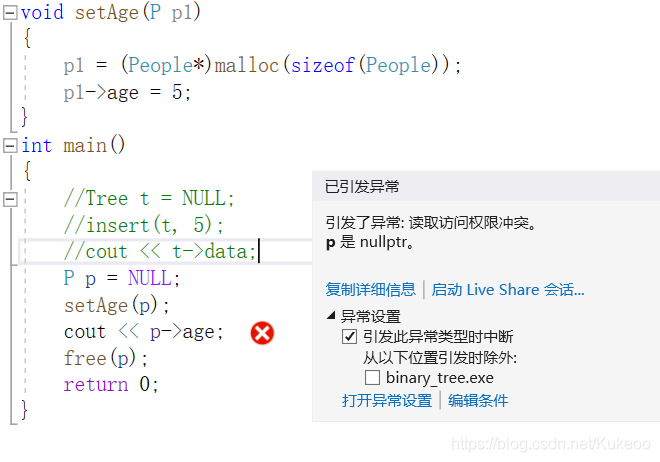 void setAge(P p1)
{
p1 = (People*)malloc(sizeof(People));
p1->age = 5;
}
int main()
{
//Tree t = NULL;
//insert(t, 5);
//cout << t->data;
P p = NULL;
setAge(p);
cout << p->age;
free(p);
return 0;
}
已引发异常
引发了异常: 读取访问权限冲突。
p 是 nullptr。
复制详细信息 | 启动 Live Share 会话...
异常设置
引发此异常类型时中断
从以下位置引发时除外:
binary_tree.exe
打开异常设置 | 编辑条件
https://blog.csdn.net/Kukeoo